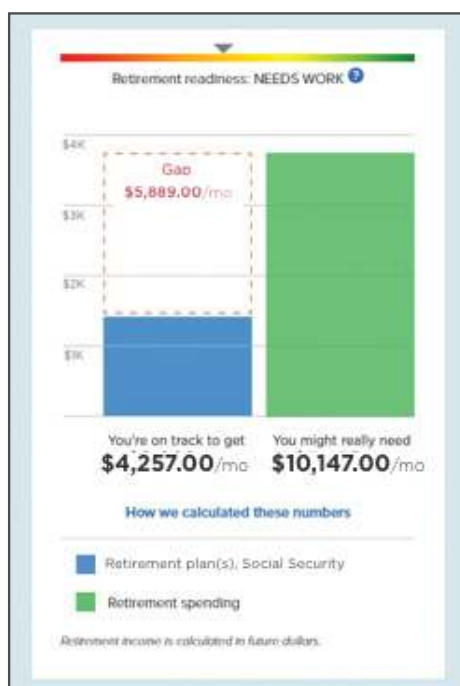 Retirement readiness: NEEDS WORK ?
$4K
Gap
$5,889.00/mo
$3K
$2K
$1K
You're on track to get
$4,257.00/mo
You might really need
$10,147.00/mo
How we calculated these numbers
Retirement plan(s), Social Security
Retirement spending
Retirement income is calculated in future dollars.